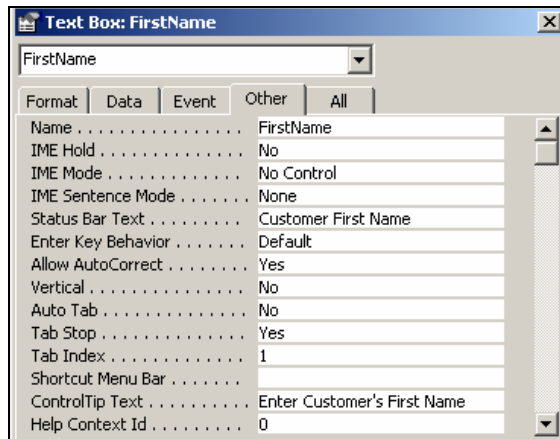 Text Box: FirstName
FirstName
Format Data Event Other All
Name . . . . . . . . . . . . . . . . FirstName
IME Hold . . . . . . . . . . . . . No
IME Mode . . . . . . . . . . . . . No Control
IME Sentence Mode . . . . . . . None
Status Bar Text . . . . . . . . . Customer First Name
Enter Key Behavior . . . . . . . Default
Allow AutoCorrect . . . . . . . . Yes
Vertical . . . . . . . . . . . . . . . No
Auto Tab . . . . . . . . . . . . . . No
Tab Stop . . . . . . . . . . . . . . Yes
Tab Index . . . . . . . . . . . . . 1
Shortcut Menu Bar . . . . . . .
ControlTip Text . . . . . . . . . . Enter Customer's First Name
Help Context Id . . . . . . . . . 0